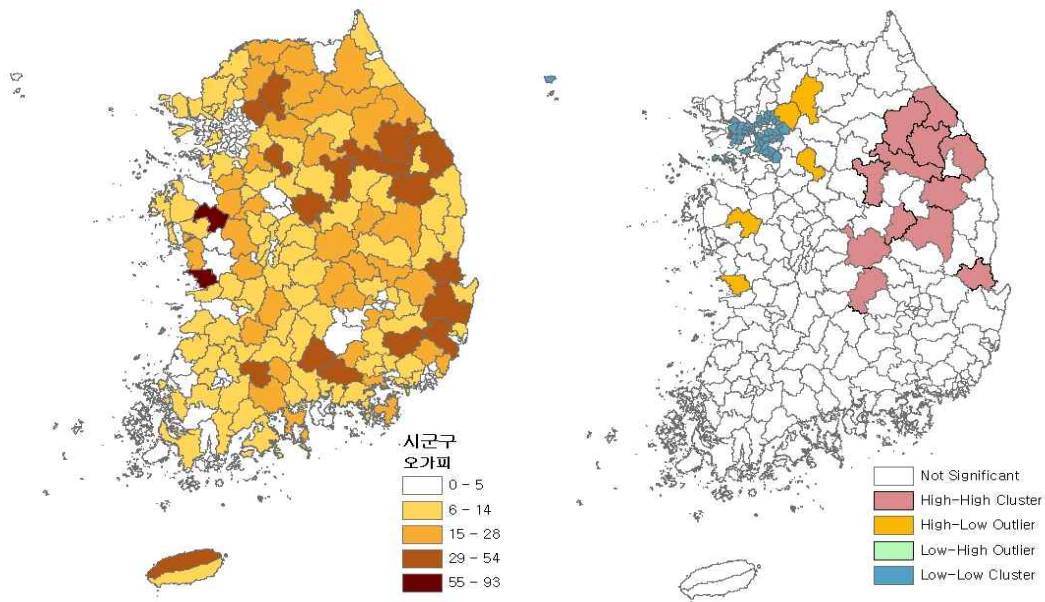 시군구
오가피
0 - 5
6 - 14
15 - 28
29 - 54
55 - 93
Not Significant
High-High Cluster
High-Low Outlier
Low-High Outlier
Low-Low Cluster